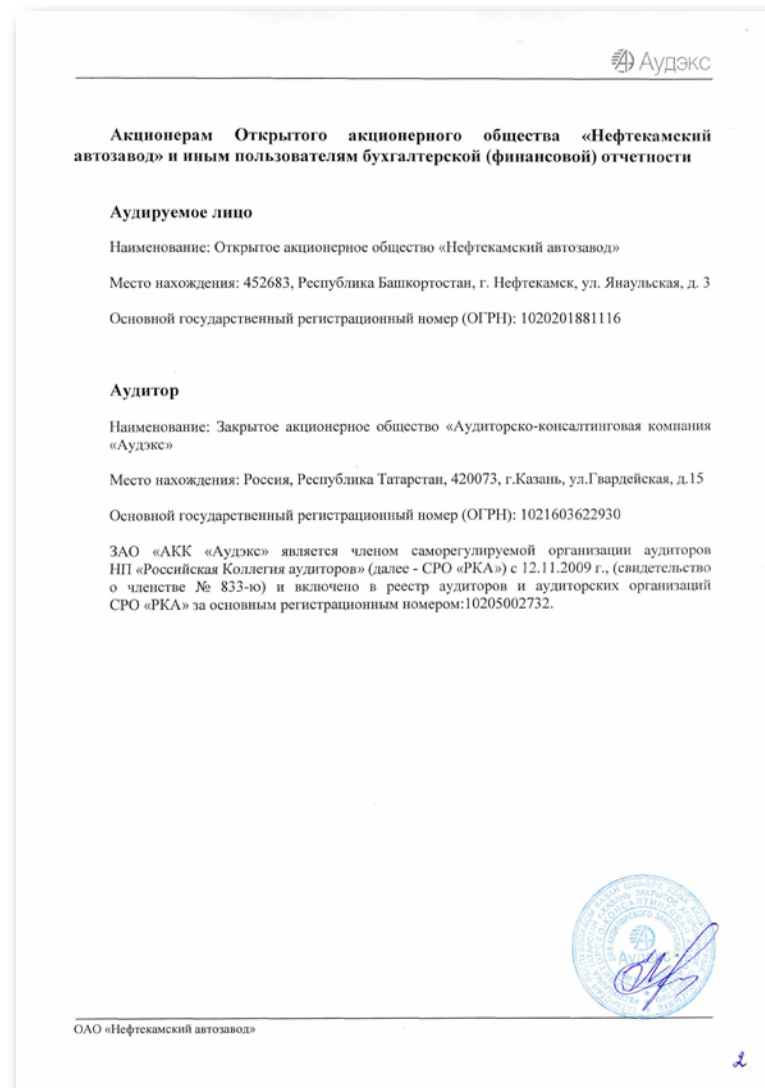 Аудэкс
Акционерам Открытого акционерного общества «Нефтекамский
автозавод» и иным пользователям бухгалтерской (финансовой) отчетности
Аудируемое лицо
Наименование: Открытое акционерное общество «Нефтекамский автозавод»
Место нахождения: 452683, Республика Башкортостан, г. Нефтекамск, ул. Янаульская, д. 3
Основной государственный регистрационный номер (ОГРН): 1020201881116
Аудитор
Наименование: Закрытое акционерное общество «Аудиторско-консалтинговая компания
«Аудэкс»
Место нахождения: Россия, Республика Татарстан, 420073, г.Казань, ул.Гвардейская, д.15
Основной государственный регистрационный номер (ОГРН): 1021603622930
ЗАО «АКК «Аудэкс» является членом саморегулируемой организации аудиторов
НП «Российская Коллегия аудиторов» (далее - СРО «РКА») с 12.11.2009 г., (свидетельство
о членстве № 833-ю) и включено в реестр аудиторов и аудиторских организаций
СРО «РКА» за основным регистрационным номером:10205002732.
ОАО «Нефтекамский автозавод»
2